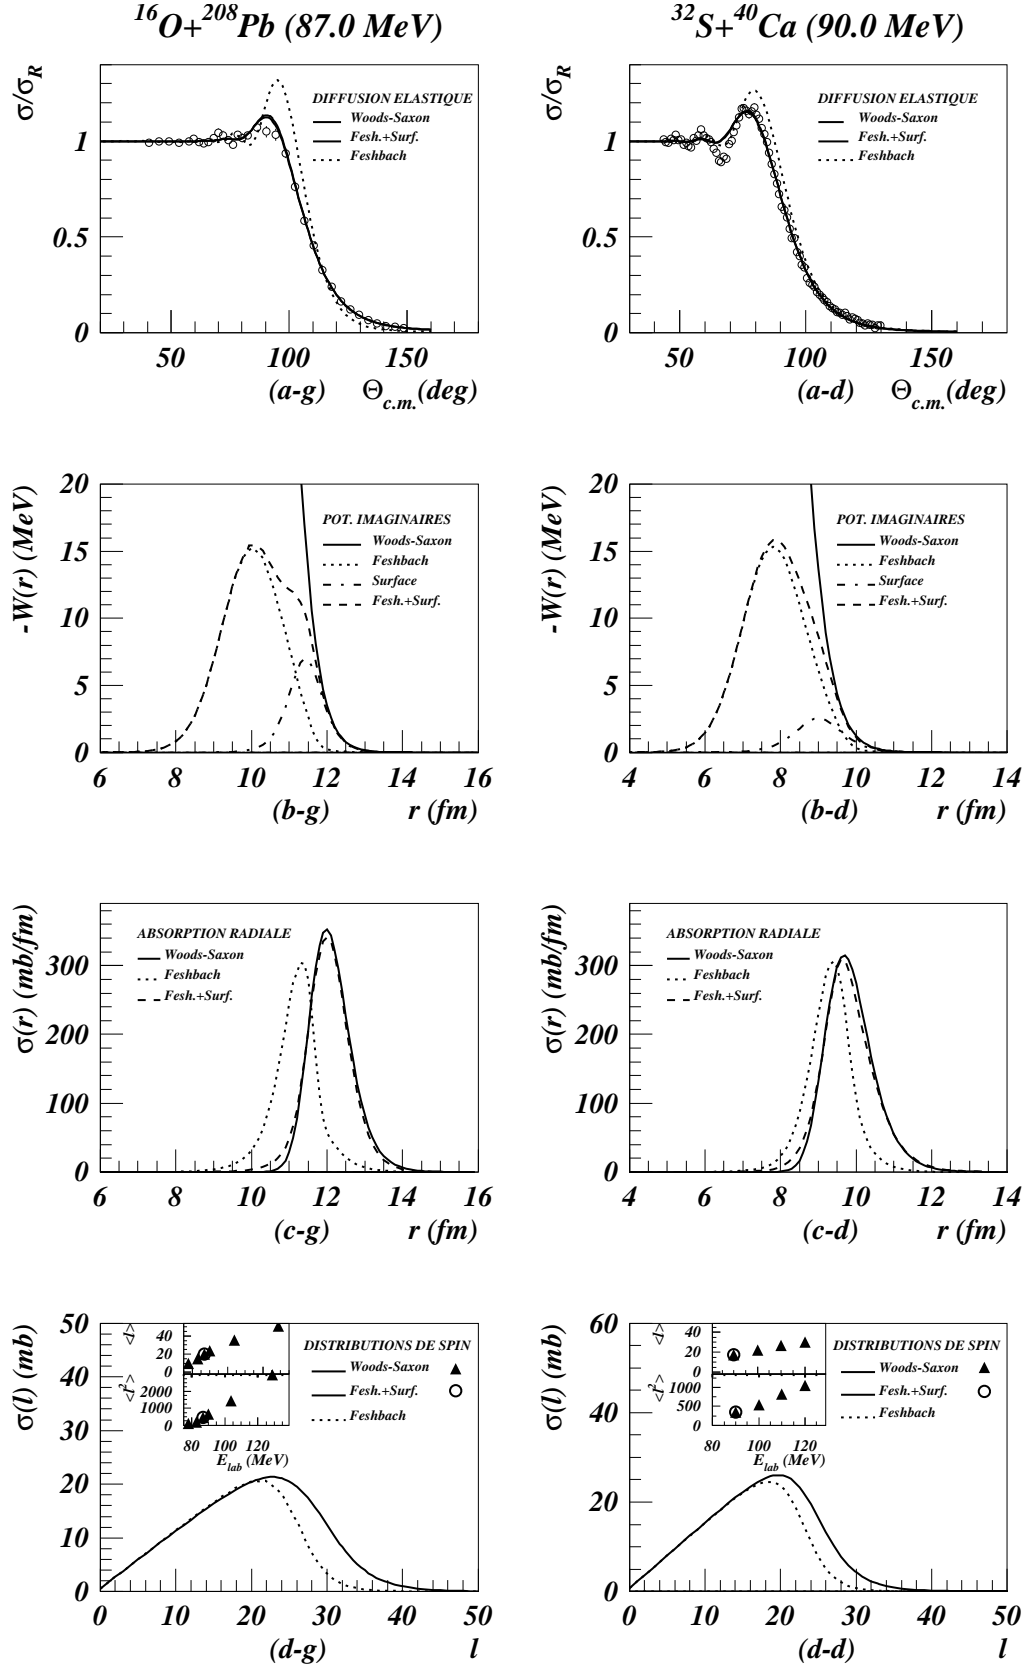 ¹⁶O+²⁰⁸Pb (87.0 MeV)
³²S+⁴⁰Ca (90.0 MeV)
σ/σ_R
DIFFUSION ELASTIQUE
Woods-Saxon
Fesh.+Surf.
Feshbach
1
0.5
0
50 100 150
(a-g) Θ_c.m. (deg)
σ/σ_R
DIFFUSION ELASTIQUE
Woods-Saxon
Fesh.+Surf.
Feshbach
1
0.5
0
50 100 150
(a-d) Θ_c.m. (deg)
-W(r) (MeV)
POT. IMAGINAIRES
Woods-Saxon
Feshbach
Surface
Fesh.+Surf.
20
15
10
5
0
6 8 10 12 14 16
(b-g) r (fm)
-W(r) (MeV)
POT. IMAGINAIRES
Woods-Saxon
Feshbach
Surface
Fesh.+Surf.
20
15
10
5
0
4 6 8 10 12 14
(b-d) r (fm)
σ(r) (mb/fm)
ABSORPTION RADIALE
Woods-Saxon
Feshbach
Fesh.+Surf.
300
200
100
0
6 8 10 12 14 16
(c-g) r (fm)
σ(r) (mb/fm)
ABSORPTION RADIALE
Woods-Saxon
Feshbach
Fesh.+Surf.
300
200
100
0
4 6 8 10 12 14
(c-d) r (fm)
σ(l) (mb)
DISTRIBUTIONS DE SPIN
Woods-Saxon
Fesh.+Surf.
Feshbach
<l>
40
20
0
<l²>
2000
1000
0
80 100 120
E_lab (MeV)
50
40
30
20
10
0
0 10 20 30 40 50
(d-g) l
σ(l) (mb)
DISTRIBUTIONS DE SPIN
Woods-Saxon
Fesh.+Surf.
Feshbach
<l>
40
20
0
<l²>
1000
500
0
80 100 120
E_lab (MeV)
60
40
20
0
0 10 20 30 40 50
(d-d) l